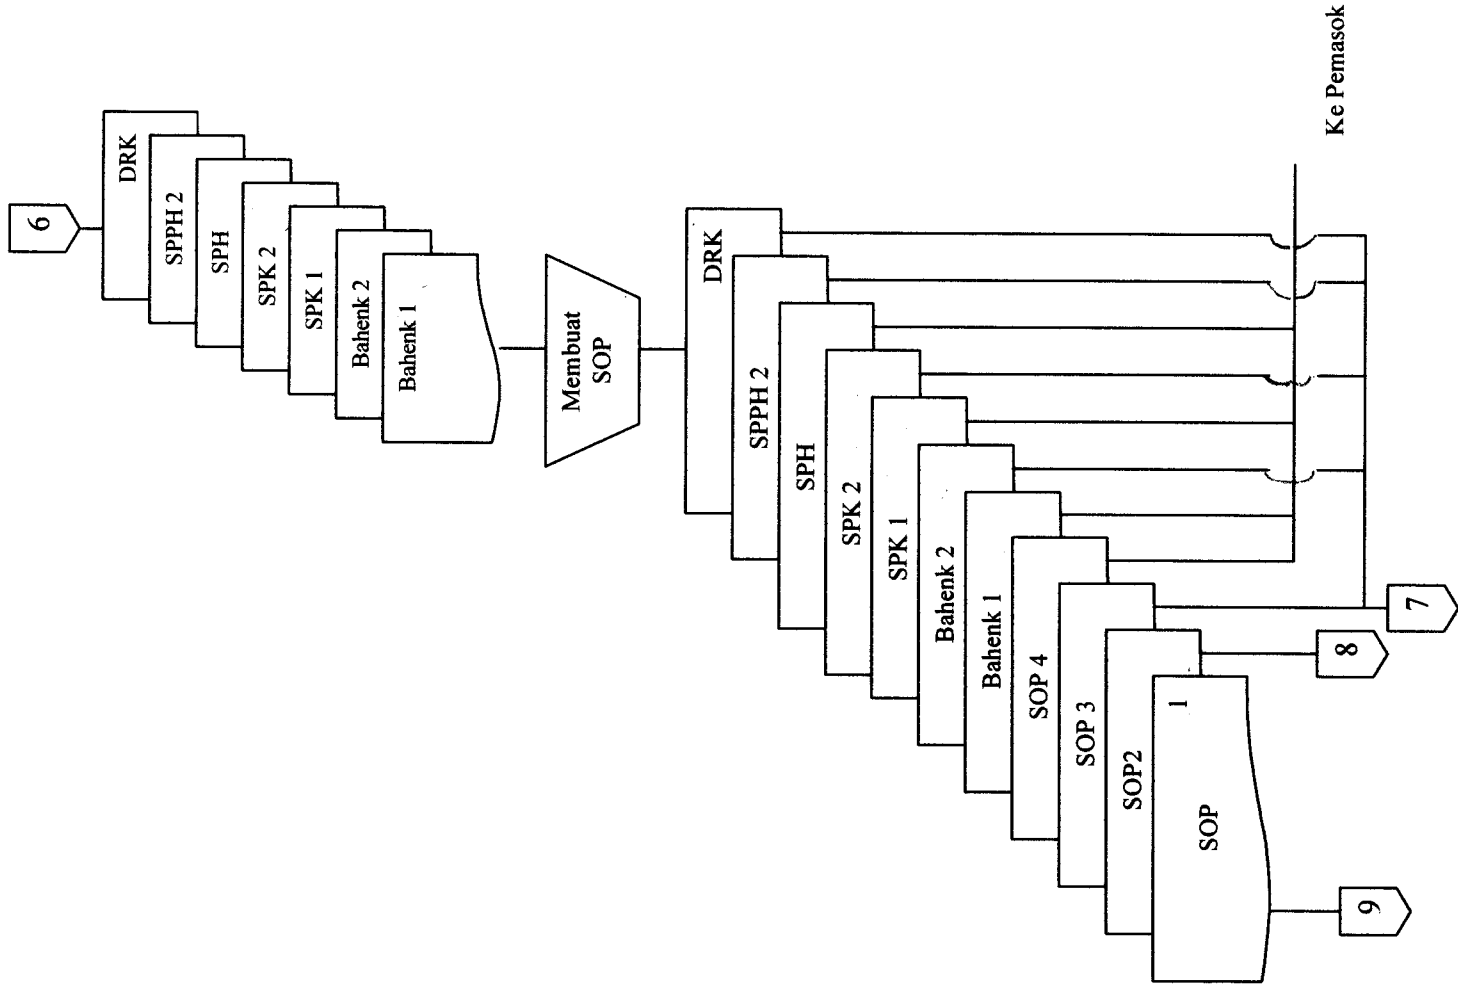 6
DRK
SPPH 2
SPH
SPK 2
SPK 1
Bahenk 2
Bahenk 1
Membuat
SOP
DRK
SPPH 2
SPH
SPK 2
SPK 1
Bahenk 2
Bahenk 1
SOP 4
SOP 3
SOP2
1
SOP
Ke Pemasok
7
8
9